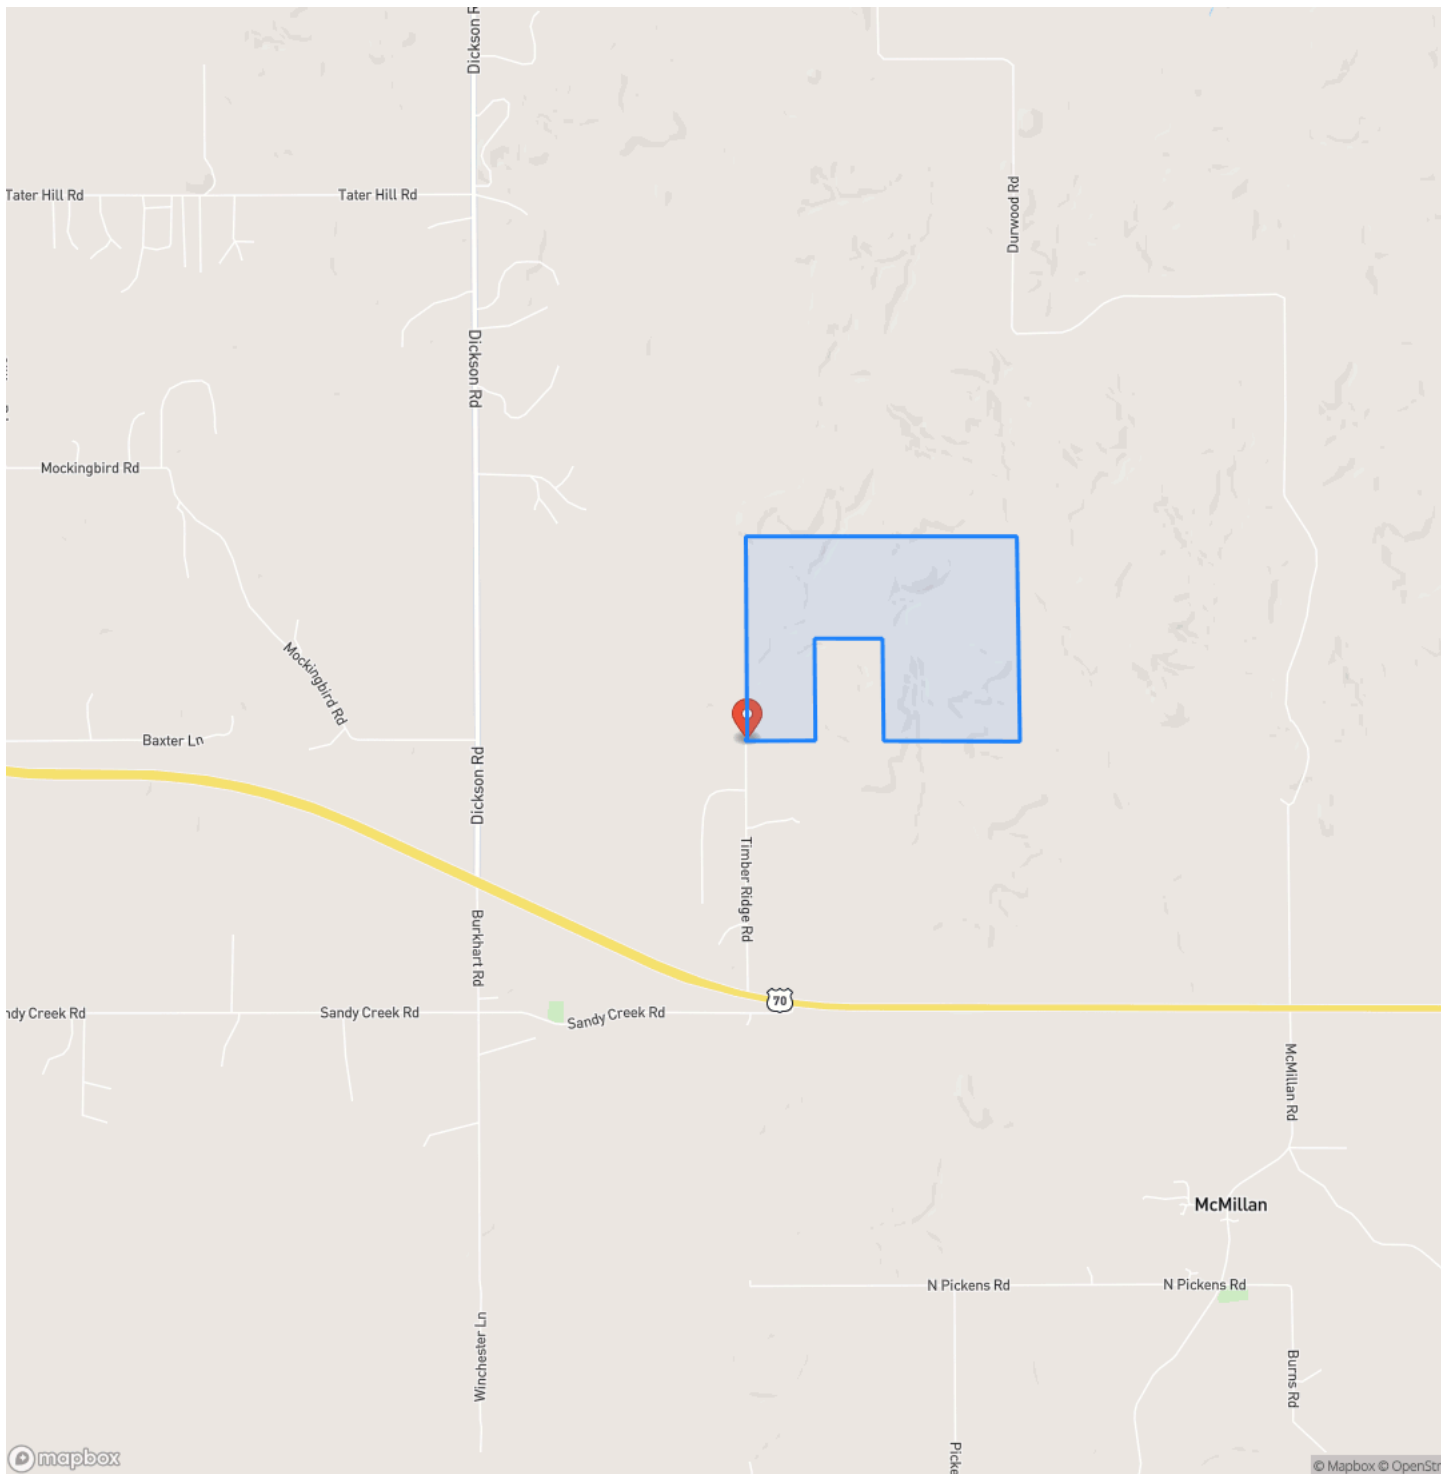 Dickson R
Tater Hill Rd
Tater Hill Rd
Durwood Rd
Dickson Rd
Mockingbird Rd
Mockingbird Rd
Baxter Ln
Dickson Rd
Timber Ridge Rd
Burkhart Rd
70
ndy Creek Rd
Sandy Creek Rd
Sandy Creek Rd
McMillan Rd
McMillan
N Pickens Rd
N Pickens Rd
Winchester Ln
Burns Rd
Picke
mapbox
© Mapbox © OpenStr